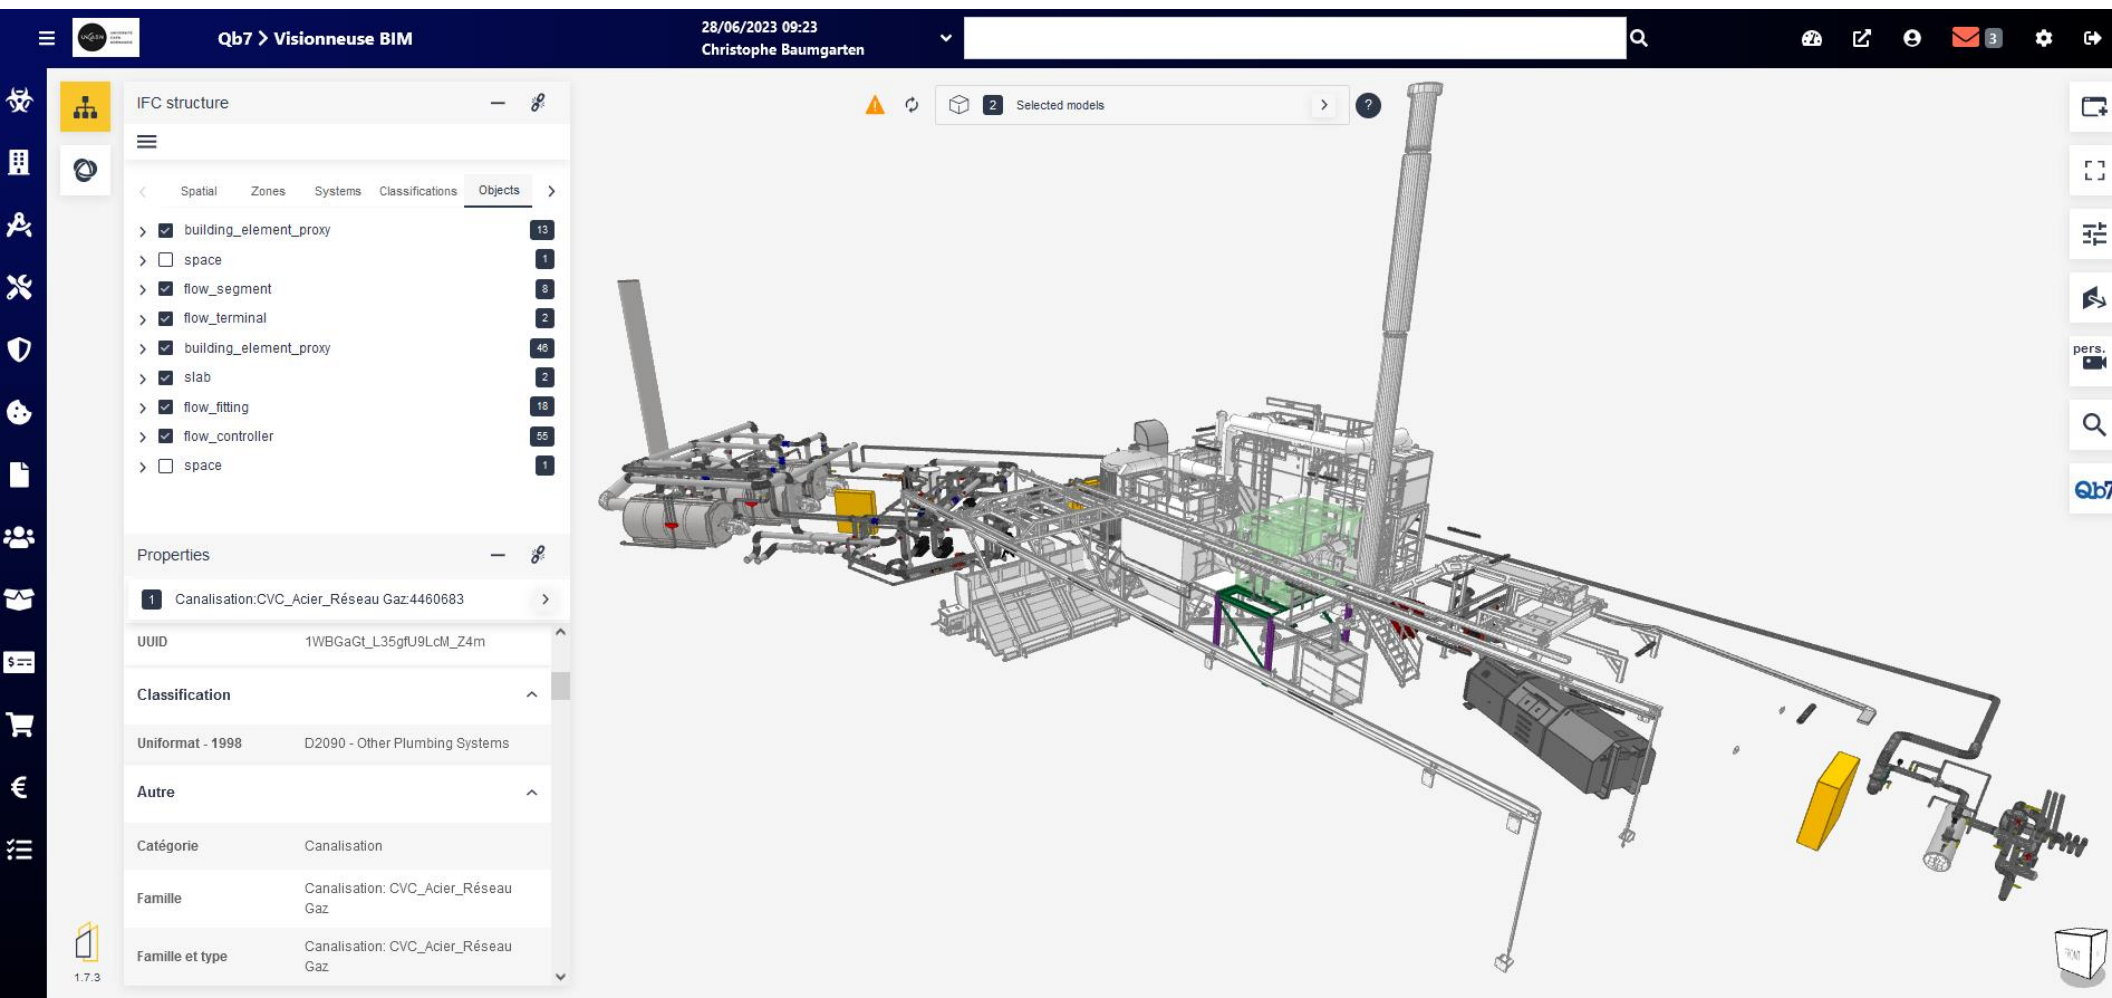 Qb7 > Visionneuse BIM
28/06/2023 09:23
Christophe Baumgarten
3
IFC structure
2 Selected models
?
Spatial Zones Systems Classifications Objects
building_element_proxy 13
space 1
flow_segment 8
flow_terminal 2
building_element_proxy 46
slab 2
flow_fitting 18
flow_controller 55
space 1
pers.
Qb7
Properties
1 Canalisation:CVC_Acier_Réseau Gaz:4460683
UUID 1WBGaGt_L35gfU9LcM_Z4m
Classification
Uniformat - 1998 D2090 - Other Plumbing Systems
Autre
Catégorie Canalisation
Famille Canalisation: CVC_Acier_Réseau
Gaz
Famille et type Canalisation: CVC_Acier_Réseau
Gaz
1.7.3
FRONT